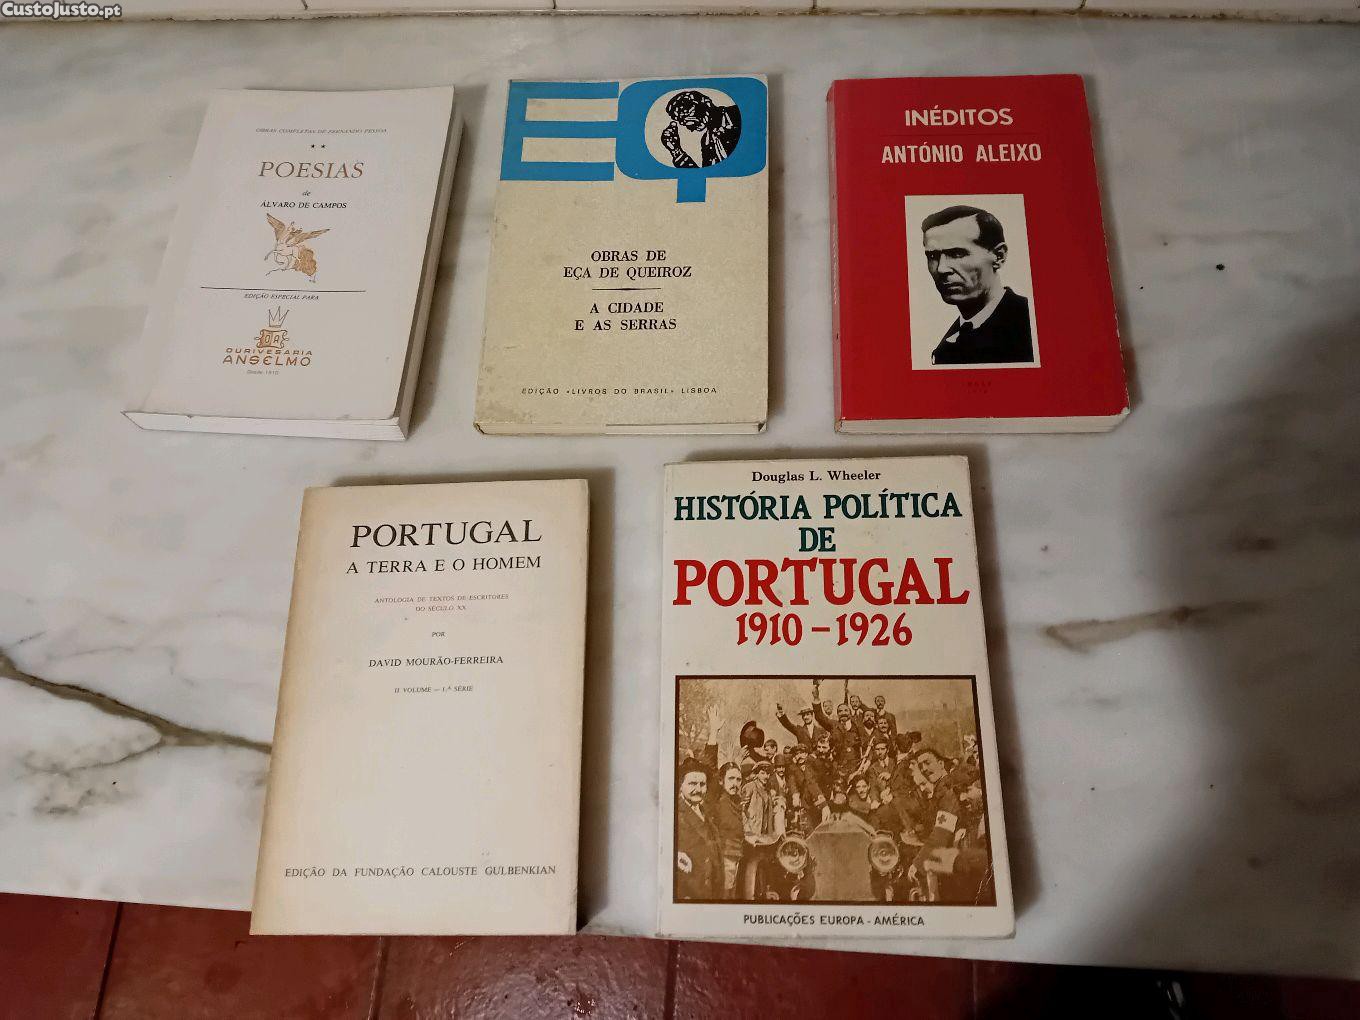 CustoJusto.pt
OBRAS COMPLETAS DE FERNANDO PESSOA
POESIAS
de
ÁLVARO DE CAMPOS
EDIÇÃO ESPECIAL PARA
OA
OURIVESARIA
ANSELMO
Desde 1910
EQ
OBRAS DE
EÇA DE QUEIROZ
A CIDADE
E AS SERRAS
EDIÇÃO «LIVROS DO BRASIL» LISBOA
INÉDITOS
ANTÓNIO ALEIXO
PORTUGAL
A TERRA E O HOMEM
ANTOLOGIA DE TEXTOS DE ESCRITORES
DO SÉCULO XX
POR
DAVID MOURÃO-FERREIRA
II VOLUME — 1.ª SÉRIE
EDIÇÃO DA FUNDAÇÃO CALOUSTE GULBENKIAN
Douglas L. Wheeler
HISTÓRIA POLÍTICA
DE
PORTUGAL
1910-1926
PUBLICAÇÕES EUROPA-AMÉRICA